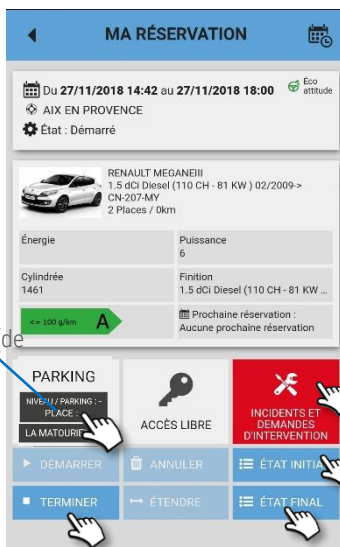 MA RÉSERVATION
Du 27/11/2018 14:42 au 27/11/2018 18:00
Éco attitude
AIX EN PROVENCE
État : Démarré
RENAULT MEGANEIII
1.5 dCi Diesel (110 CH - 81 KW ) 02/2009->
CN-207-MY
2 Places / 0km
Énergie
Puissance
6
Cylindrée
1461
Finition
1.5 dCi Diesel (110 CH - 81 KW ...
<= 100 g/km A
Prochaine réservation :
Aucune prochaine réservation
de
PARKING
NIVEAU / PARKING : -
PLACE :
LA MATOURIE
ACCÈS LIBRE
INCIDENTS ET
DEMANDES
D'INTERVENTION
DÉMARRER
ANNULER
ÉTAT INITIAL
TERMINER
ÉTENDRE
ÉTAT FINAL